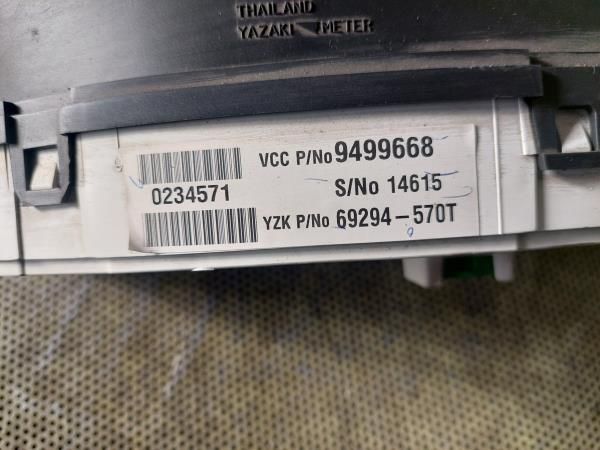 THAILAND
YAZAKI METER
VCC P/No 9499668
0234571
S/No 14615
YZK P/No 69294-570T